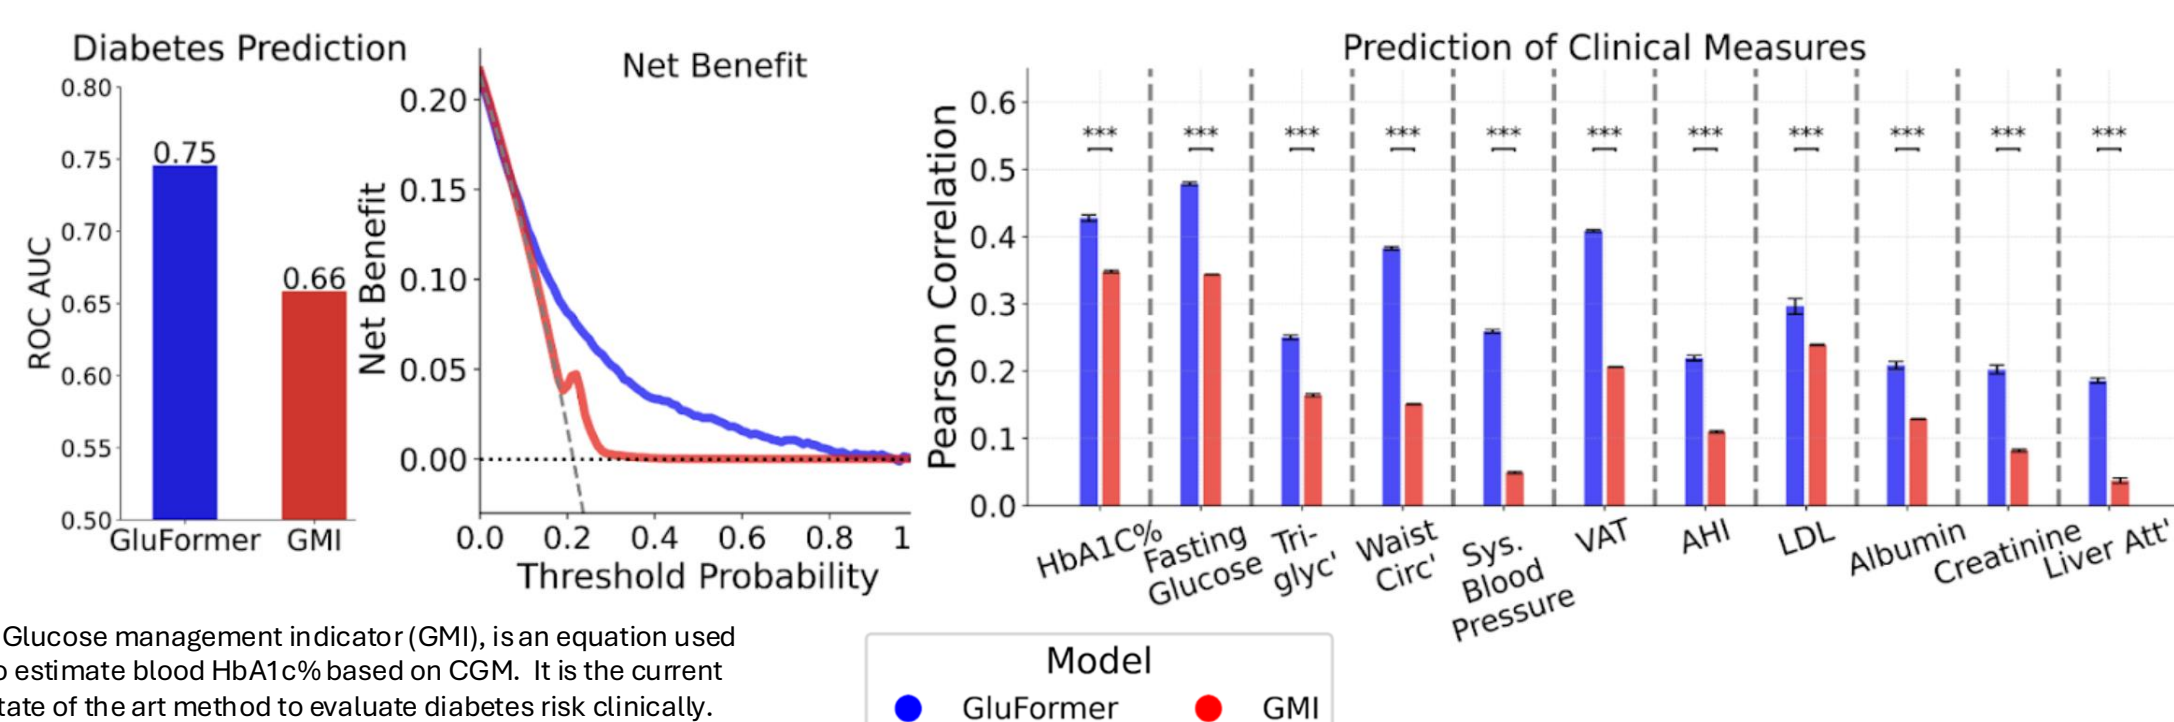 Diabetes Prediction
ROC AUC
0.80
0.75
0.70
0.65
0.60
0.55
0.50
0.75
0.66
GluFormer
GMI
Net Benefit
Net Benefit
0.20
0.15
0.10
0.05
0.00
0.0
0.2
0.4
0.6
0.8
1
Threshold Probability
Prediction of Clinical Measures
Pearson Correlation
0.6
0.5
0.4
0.3
0.2
0.1
0.0
***
***
***
***
***
***
***
***
***
***
***
HbA1C%
Fasting
Glucose
Tri-
glyc'
Waist
Circ'
Sys.
Blood
Pressure
VAT
AHI
LDL
Albumin
Creatinine
Liver Att'
Glucose management indicator (GMI), is an equation used
o estimate blood HbA1c% based on CGM. It is the current
tate of the art method to evaluate diabetes risk clinically.
Model
GluFormer
GMI